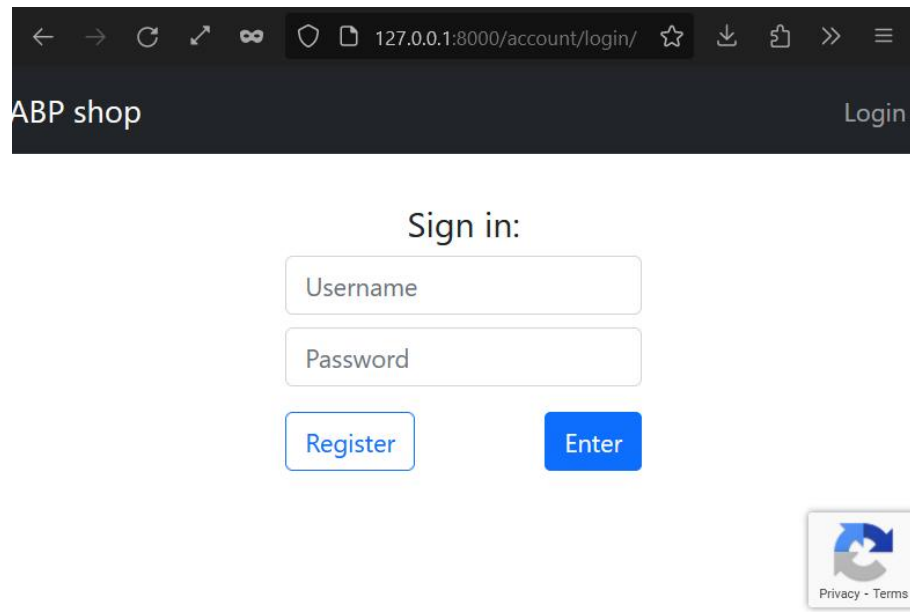 127.0.0.1:8000/account/login/
ABP shop
Login
Sign in:
Username
Password
Register
Enter
Privacy - Terms